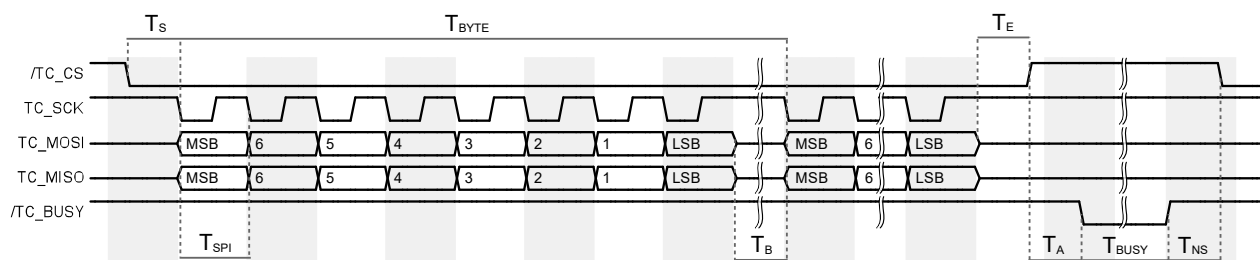 TS TBYTE TE
/TC_CS
TC_SCK
TC_MOSI MSB 6 5 4 3 2 1 LSB MSB 6 LSB
TC_MISO MSB 6 5 4 3 2 1 LSB MSB 6 LSB
/TC_BUSY
TSPI TB TA TBUSY TNS